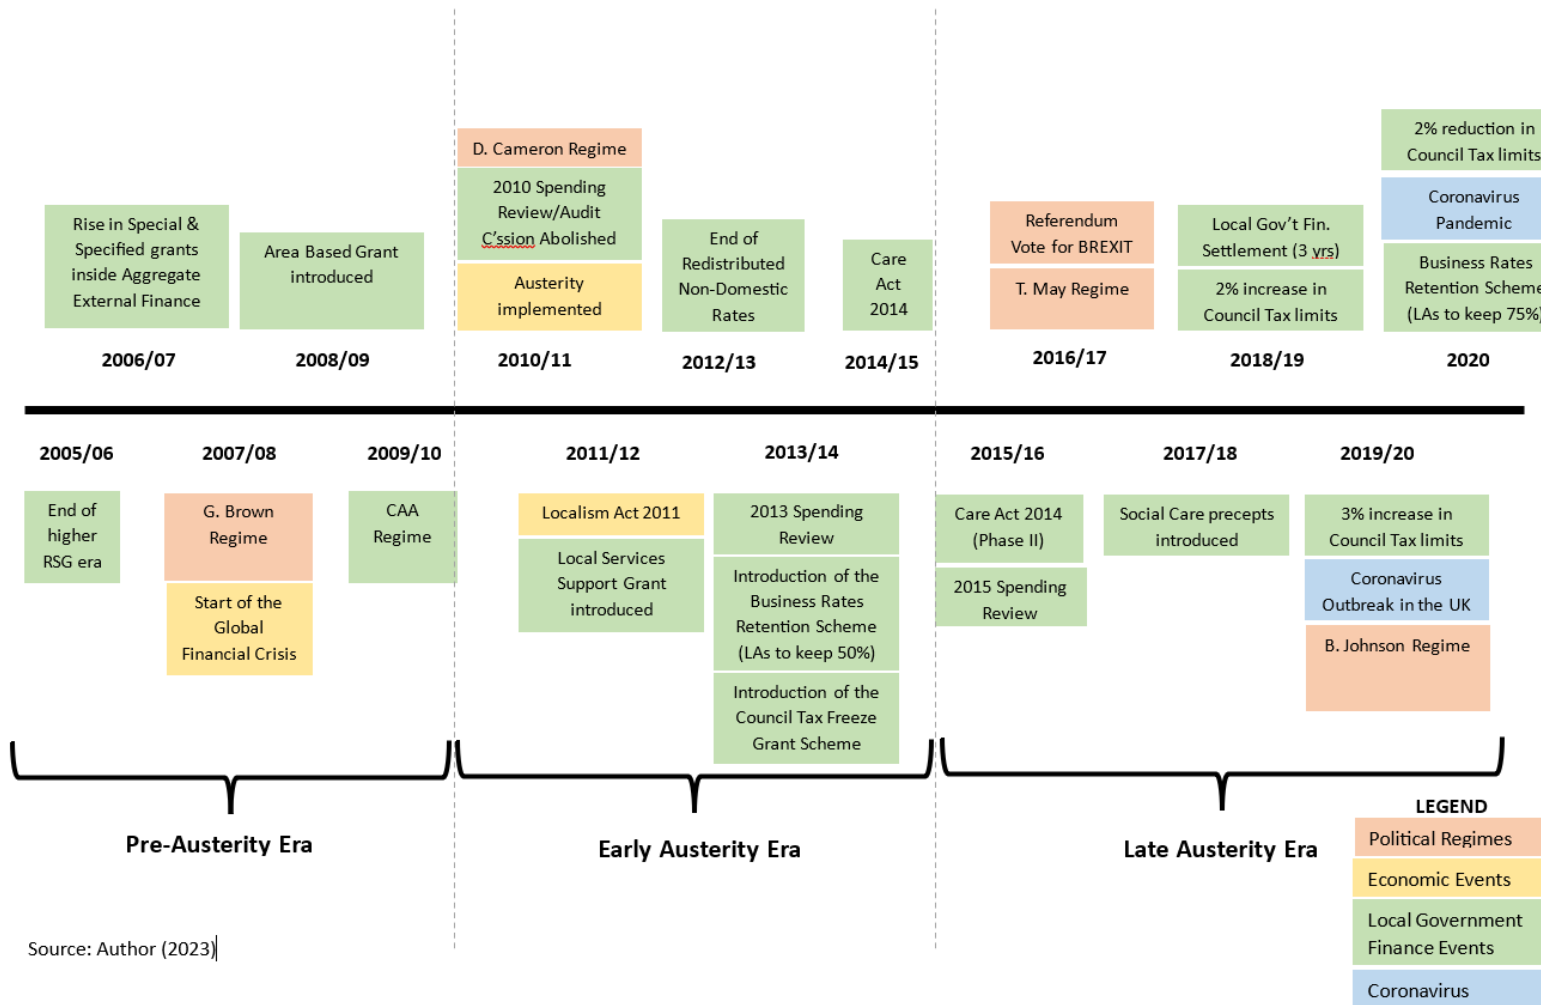 D. Cameron Regime
2010 Spending
Review/Audit
C'ssion Abolished
Austerity
implemented
2% reduction in
Council Tax limits
Coronavirus
Pandemic
Business Rates
Retention Scheme
(LAs to keep 75%)
Rise in Special &
Specified grants
inside Aggregate
External Finance
Area Based Grant
introduced
End of
Redistributed
Non-Domestic
Rates
Care
Act
2014
Referendum
Vote for BREXIT
T. May Regime
Local Gov't Fin.
Settlement (3 yrs)
2% increase in
Council Tax limits
2006/07
2008/09
2010/11
2012/13
2014/15
2016/17
2018/19
2020
2005/06
2007/08
2009/10
2011/12
2013/14
2015/16
2017/18
2019/20
End of
higher
RSG era
G. Brown
Regime
Start of the
Global
Financial Crisis
CAA
Regime
Localism Act 2011
Local Services
Support Grant
introduced
2013 Spending
Review
Introduction of the
Business Rates
Retention Scheme
(LAs to keep 50%)
Introduction of the
Council Tax Freeze
Grant Scheme
Care Act 2014
(Phase II)
2015 Spending
Review
Social Care precepts
introduced
3% increase in
Council Tax limits
Coronavirus
Outbreak in the UK
B. Johnson Regime
Pre-Austerity Era
Early Austerity Era
Late Austerity Era
LEGEND
Political Regimes
Economic Events
Local Government
Finance Events
Coronavirus
Source: Author (2023)